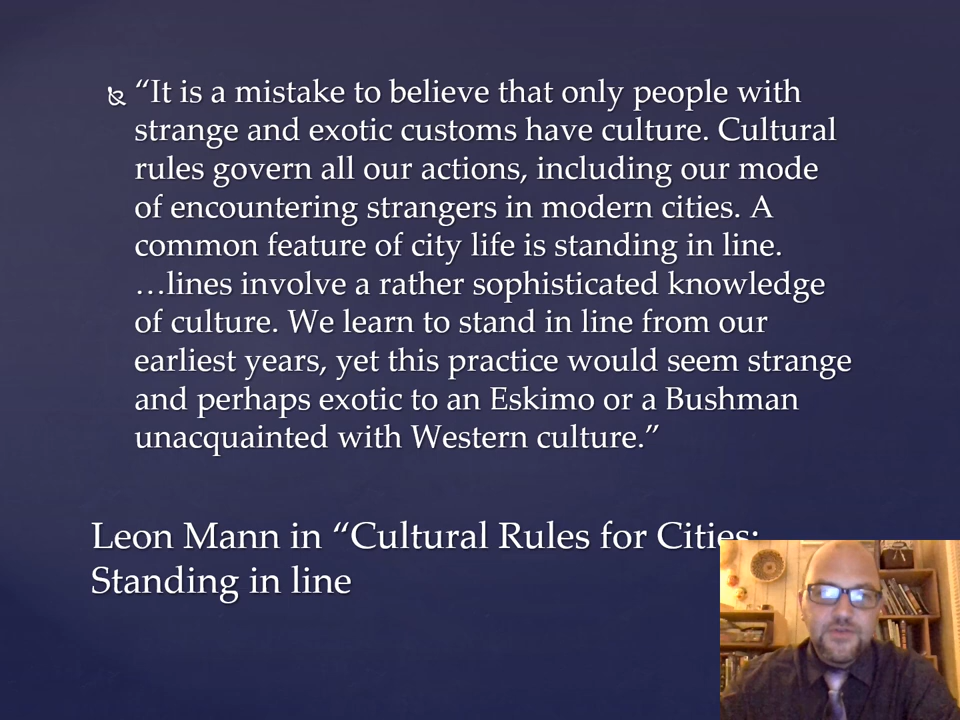 “It is a mistake to believe that only people with
strange and exotic customs have culture. Cultural
rules govern all our actions, including our mode
of encountering strangers in modern cities. A
common feature of city life is standing in line.
…lines involve a rather sophisticated knowledge
of culture. We learn to stand in line from our
earliest years, yet this practice would seem strange
and perhaps exotic to an Eskimo or a Bushman
unacquainted with Western culture.”
Leon Mann in “Cultural Rules for Cities:
Standing in line